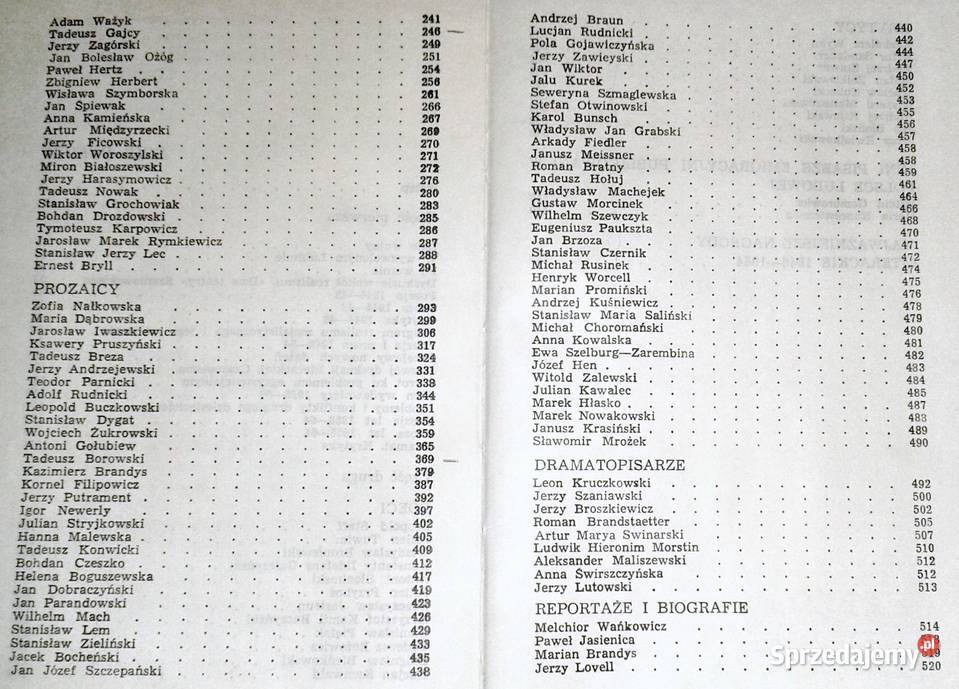 Adam Ważyk . . . . . . . . . . . 241
Tadeusz Gajcy . . . . . . . . . . . 246
Jerzy Zagórski . . . . . . . . . . . 249
Jan Bolesław Ożóg . . . . . . . . . . 251
Paweł Hertz . . . . . . . . . . . 254
Zbigniew Herbert . . . . . . . . . . 256
Wisława Szymborska . . . . . . . . . . 261
Jan Śpiewak . . . . . . . . . . . 266
Anna Kamieńska . . . . . . . . . . . 267
Artur Międzyrzecki . . . . . . . . . . 269
Jerzy Ficowski . . . . . . . . . . . 270
Wiktor Woroszylski . . . . . . . . . . 271
Miron Białoszewski . . . . . . . . . . 272
Jerzy Harasymowicz . . . . . . . . . . 276
Tadeusz Nowak . . . . . . . . . . . 280
Stanisław Grochowiak . . . . . . . . . . 283
Bohdan Drozdowski . . . . . . . . . . 285
Tymoteusz Karpowicz . . . . . . . . . . 286
Jarosław Marek Rymkiewicz . . . . . . . . 287
Stanisław Jerzy Lec . . . . . . . . . . 288
Ernest Bryll . . . . . . . . . . . 291
PROZAICY
Zofia Nałkowska . . . . . . . . . . 293
Maria Dąbrowska . . . . . . . . . . 299
Jarosław Iwaszkiewicz . . . . . . . . . 306
Ksawery Pruszyński . . . . . . . . . . 317
Tadeusz Breza . . . . . . . . . . . 324
Jerzy Andrzejewski . . . . . . . . . . 331
Teodor Parnicki . . . . . . . . . . . 338
Adolf Rudnicki . . . . . . . . . . . 344
Leopold Buczkowski . . . . . . . . . . 351
Stanisław Dygat . . . . . . . . . . . 354
Wojciech Żukrowski . . . . . . . . . . 359
Antoni Gołubiew . . . . . . . . . . . 365
Tadeusz Borowski . . . . . . . . . . . 369
Kazimierz Brandys . . . . . . . . . . 379
Kornel Filipowicz . . . . . . . . . . 387
Jerzy Putrament . . . . . . . . . . . 392
Igor Newerly . . . . . . . . . . . 397
Julian Stryjkowski . . . . . . . . . . 402
Hanna Malewska . . . . . . . . . . . 405
Tadeusz Konwicki . . . . . . . . . . . 409
Bohdan Czeszko . . . . . . . . . . . 412
Helena Boguszewska . . . . . . . . . . 417
Jan Dobraczyński . . . . . . . . . . . 419
Jan Parandowski . . . . . . . . . . . 423
Wilhelm Mach . . . . . . . . . . . 426
Stanisław Lem . . . . . . . . . . . 429
Stanisław Zieliński . . . . . . . . . . 433
Jacek Bocheński . . . . . . . . . . . 435
Jan Józef Szczepański . . . . . . . . . . 438
Andrzej Braun . . . . . . . . . . . 440
Lucjan Rudnicki . . . . . . . . . . . 442
Pola Gojawiczyńska . . . . . . . . . . 444
Jerzy Zawieyski . . . . . . . . . . . 447
Jan Wiktor . . . . . . . . . . . 450
Jalu Kurek . . . . . . . . . . . 452
Seweryna Szmaglewska . . . . . . . . . . 453
Stefan Otwinowski . . . . . . . . . . 455
Karol Bunsch . . . . . . . . . . . 456
Władysław Jan Grabski . . . . . . . . . 457
Arkady Fiedler . . . . . . . . . . . 458
Janusz Meissner . . . . . . . . . . . 458
Roman Bratny . . . . . . . . . . . 459
Tadeusz Hołuj . . . . . . . . . . . 461
Władysław Machejek . . . . . . . . . . 464
Gustaw Morcinek . . . . . . . . . . . 466
Wilhelm Szewczyk . . . . . . . . . . . 468
Eugeniusz Paukszta . . . . . . . . . . 470
Jan Brzoza . . . . . . . . . . . 471
Stanisław Czernik . . . . . . . . . . 472
Michał Rusinek . . . . . . . . . . . 474
Henryk Worcell . . . . . . . . . . . 475
Marian Promiński . . . . . . . . . . . 476
Andrzej Kuśniewicz . . . . . . . . . . 478
Stanisław Maria Saliński . . . . . . . . . 479
Michał Choromański . . . . . . . . . . 480
Anna Kowalska . . . . . . . . . . . 481
Ewa Szelburg—Zarembina . . . . . . . . . 482
Józef Hen . . . . . . . . . . . 483
Witold Zalewski . . . . . . . . . . . 484
Julian Kawalec . . . . . . . . . . . 485
Marek Hłasko . . . . . . . . . . . 487
Marek Nowakowski . . . . . . . . . . . 488
Janusz Krasiński . . . . . . . . . . . 489
Sławomir Mrożek . . . . . . . . . . . 490
DRAMATOPISARZE
Leon Kruczkowski . . . . . . . . . . 492
Jerzy Szaniawski . . . . . . . . . . 500
Jerzy Broszkiewicz . . . . . . . . . . 502
Roman Brandstaetter . . . . . . . . . 505
Artur Marya Swinarski . . . . . . . . . 507
Ludwik Hieronim Morstin . . . . . . . . 510
Aleksander Maliszewski . . . . . . . . . 512
Anna Świrszczyńska . . . . . . . . . . 512
Jerzy Lutowski . . . . . . . . . . . 513
REPORTAŻE I BIOGRAFIE
Melchior Wańkowicz . . . . . . . . . . 514
Paweł Jasienica . . . . . . . . . .
Marian Brandys . . . . . . . . . . 519
Jerzy Lovell . . . . . . . . . . . 520
Sprzedajemy .pl